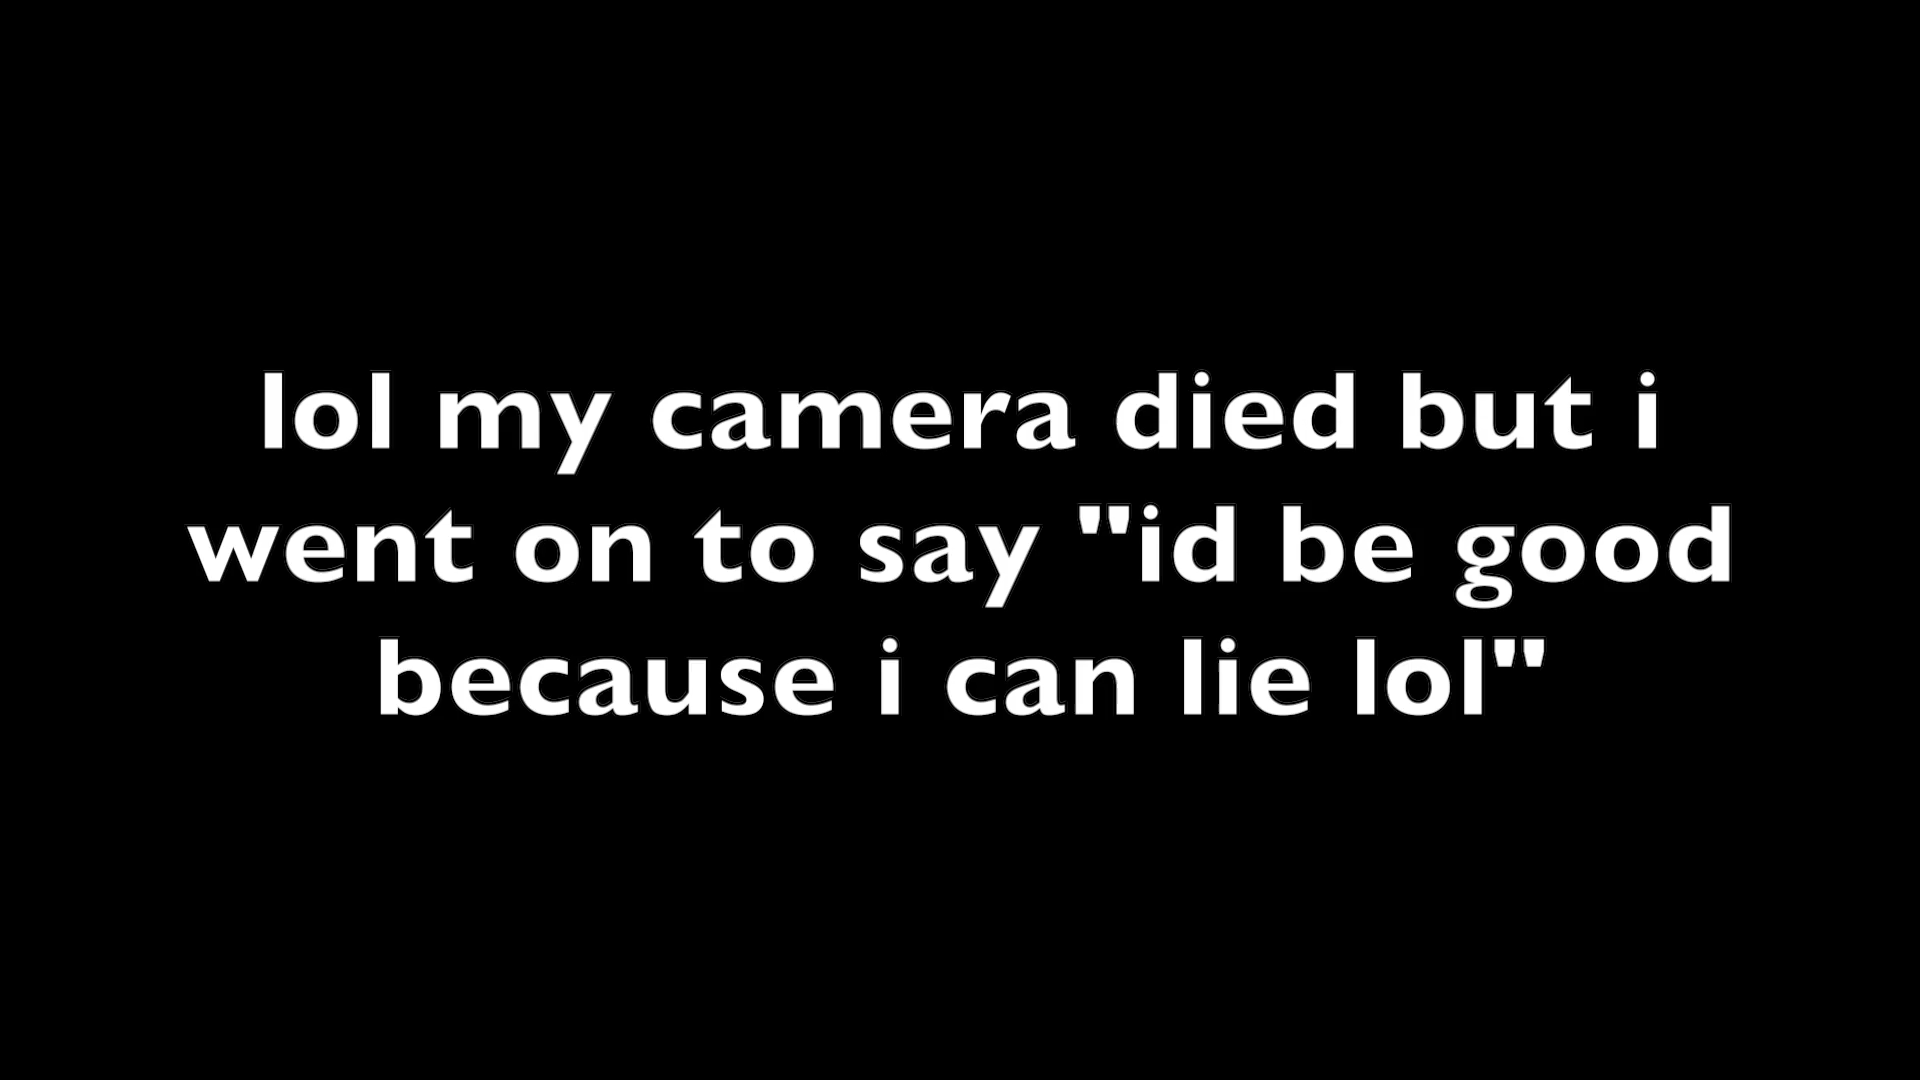 lol my camera died but i
went on to say "id be good
because i can lie lol"